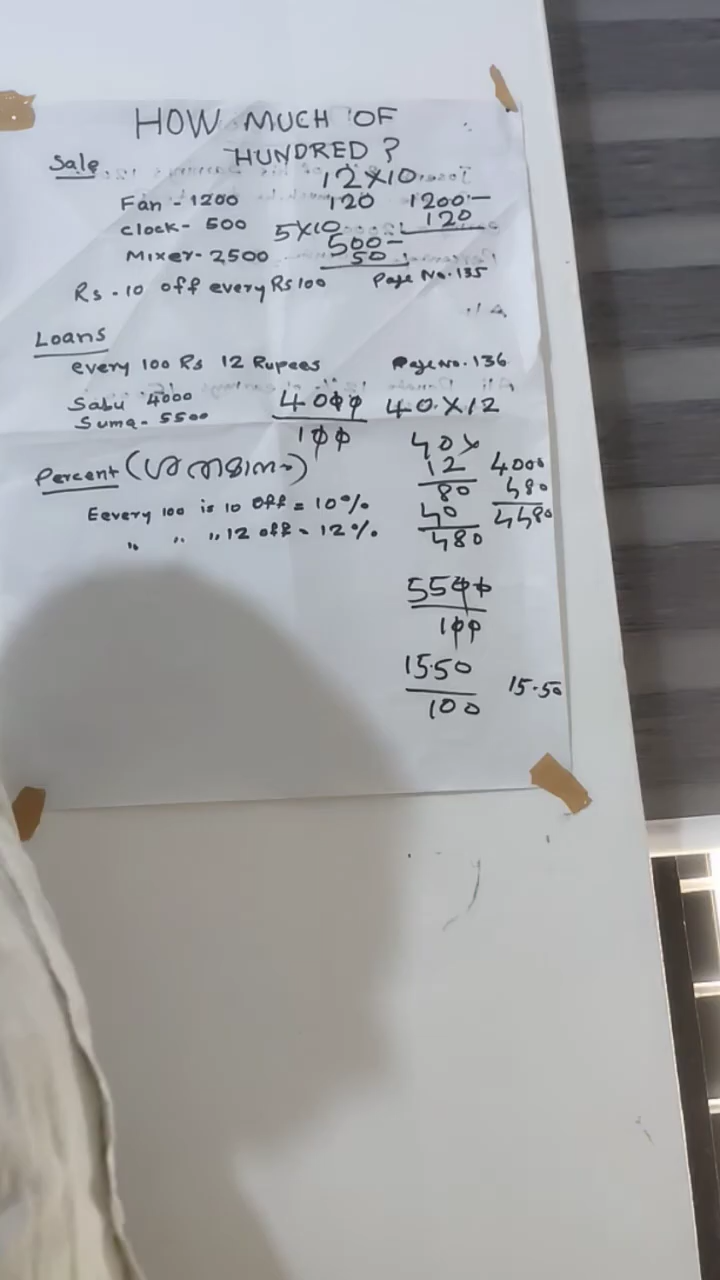 HOW MUCH OF
HUNDRED ?
Sale
12×10
Fan - 1200
120
1200 -
120
Clock - 500
5×10
500 -
50
Mixer - 2500
Rs. 10 off every Rs 100
Page No. 135
Loans
every 100 Rs 12 Rupees
Page No. 136
Sabu 4000
Suma - 5500
4000
100
40 × 12
40 ×
12
80
40
480
4000
480
4480
Percent (ശതമാനം)
Eevery 100 is 10 off = 10%
" " " 12 off = 12%
5500
100
15.50
100
15.50